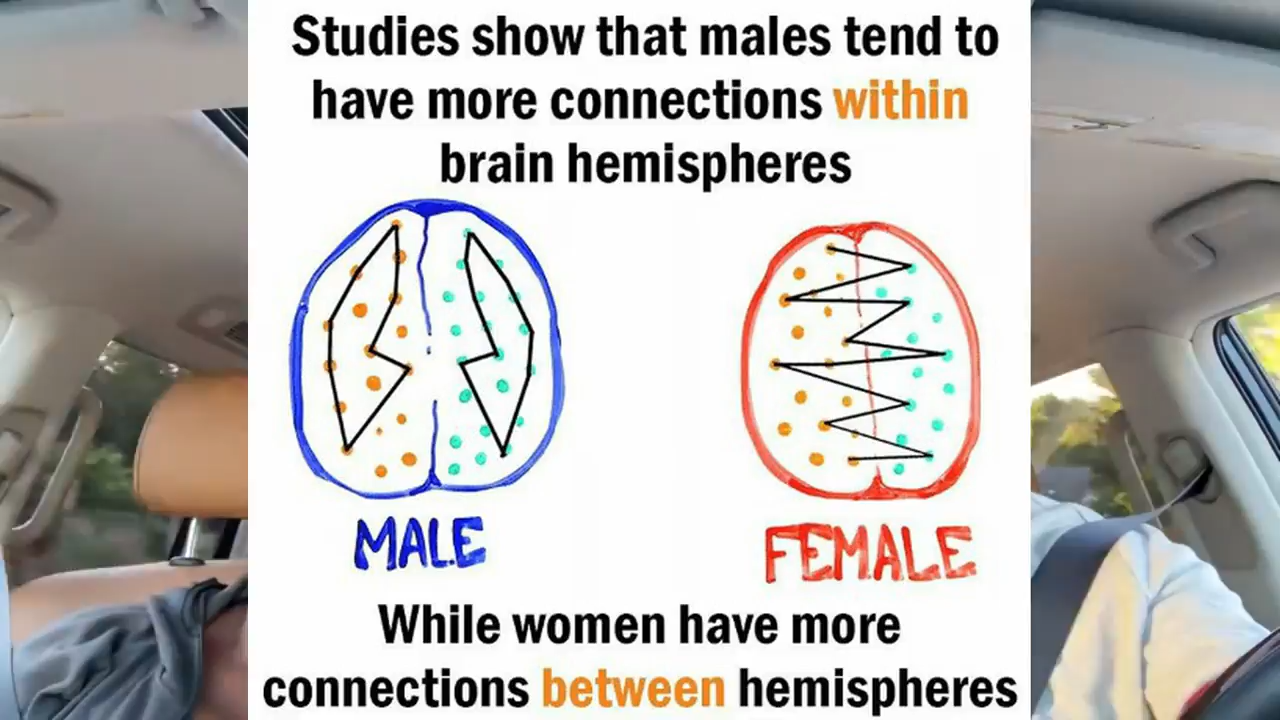 Studies show that males tend to
have more connections within
brain hemispheres
MALE
FEMALE
While women have more
connections between hemispheres